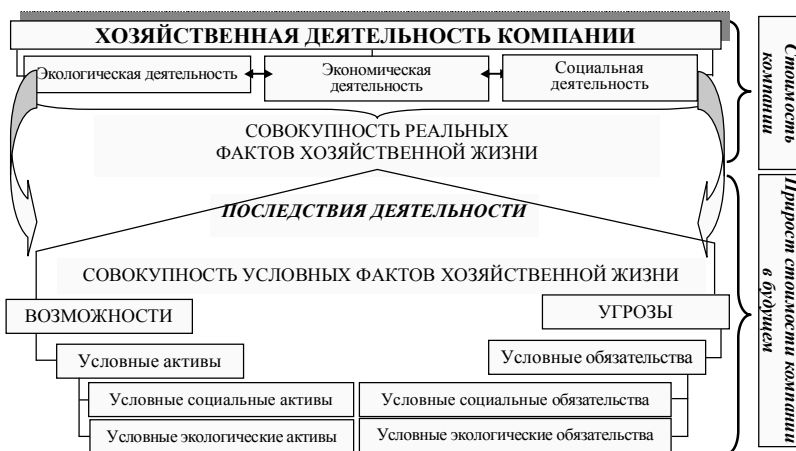 ХОЗЯЙСТВЕННАЯ ДЕЯТЕЛЬНОСТЬ КОМПАНИИ
Экологическая деятельность
Экономическая
деятельность
Социальная
деятельность
СОВОКУПНОСТЬ РЕАЛЬНЫХ
ФАКТОВ ХОЗЯЙСТВЕННОЙ ЖИЗНИ
ПОСЛЕДСТВИЯ ДЕЯТЕЛЬНОСТИ
СОВОКУПНОСТЬ УСЛОВНЫХ ФАКТОВ ХОЗЯЙСТВЕННОЙ ЖИЗНИ
ВОЗМОЖНОСТИ
УГРОЗЫ
Условные активы
Условные обязательства
Условные социальные активы
Условные социальные обязательства
Условные экологические активы
Условные экологические обязательства
Стоимость
компании
Прирост стоимости компании
в будущем